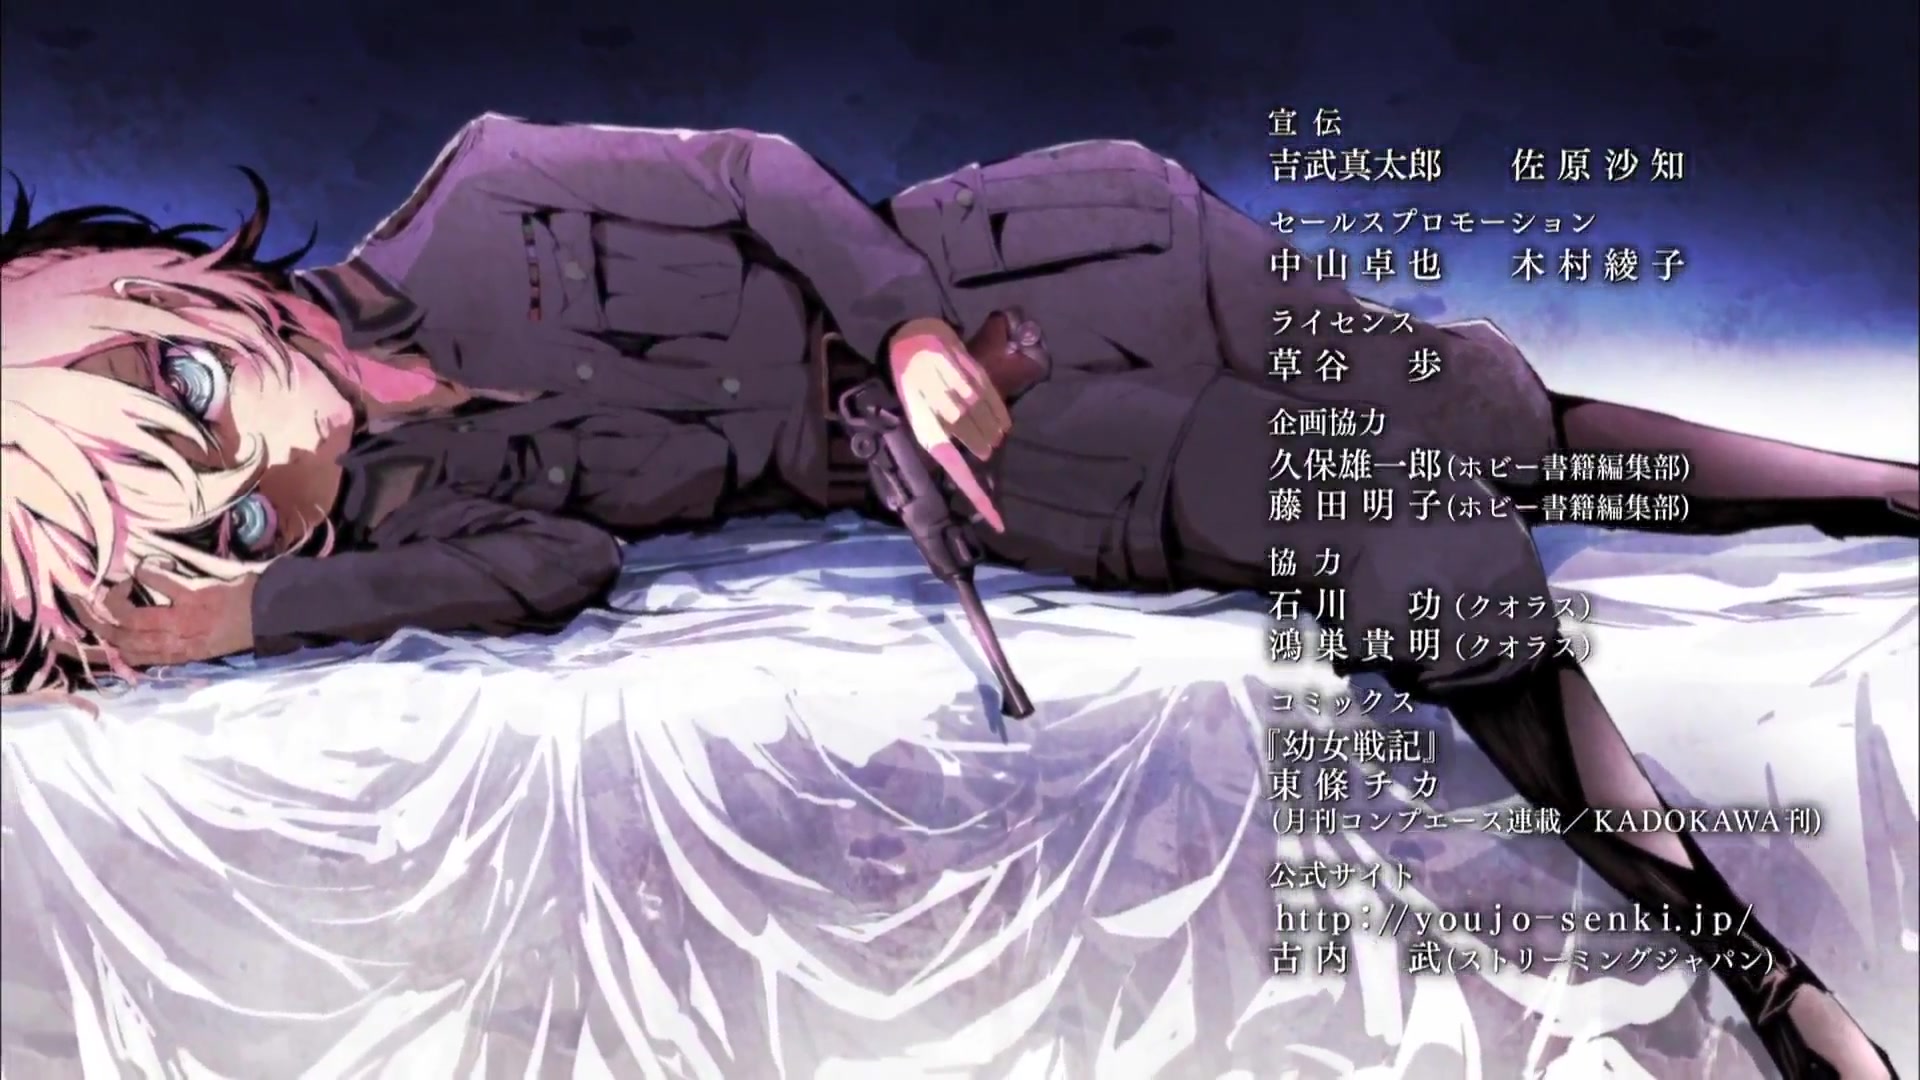 宣伝
吉武真太郎　佐原沙知
セールスプロモーション
中山卓也　木村綾子
ライセンス
草谷　歩
企画協力
久保雄一郎(ホビー書籍編集部)
藤田明子(ホビー書籍編集部)
協力
石川　功(クオラス)
鴻巣貴明(クオラス)
コミックス
『幼女戦記』
東條チカ
(月刊コンプエース連載／KADOKAWA刊)
公式サイト
http://youjo-senki.jp/
古内　武(ストリーミングジャパン)